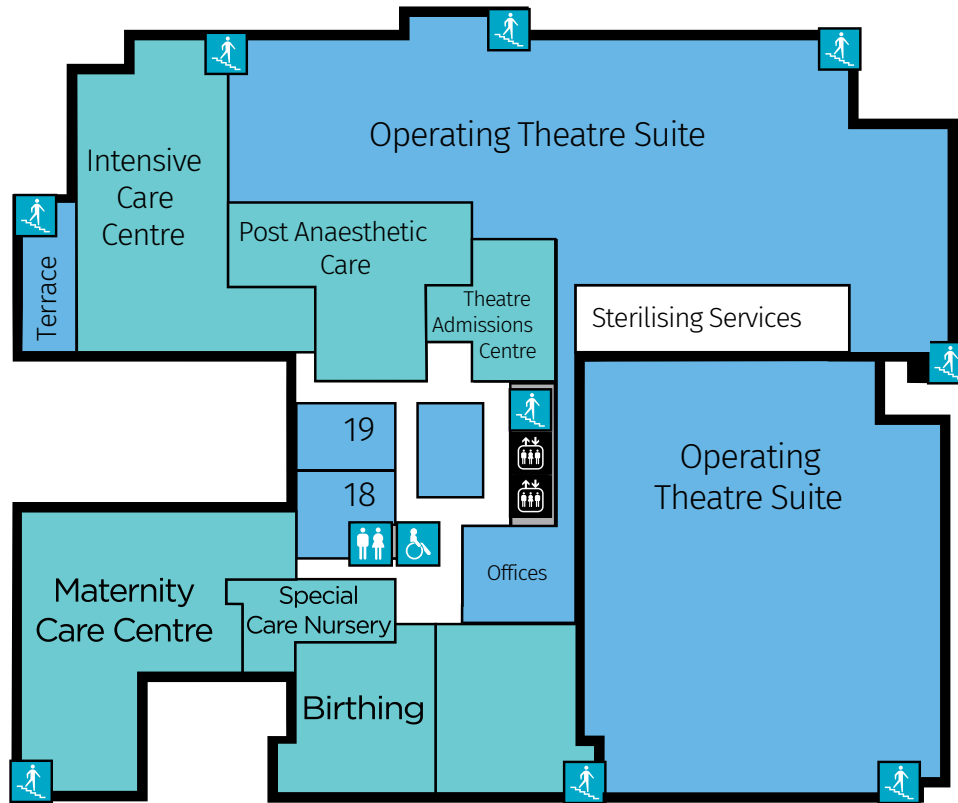 Operating Theatre Suite
Intensive
Care
Centre
Post Anaesthetic
Care
Terrace
Theatre
Admissions
Centre
Sterilising Services
19
18
Operating
Theatre Suite
Offices
Maternity
Care Centre
Special
Care Nursery
Birthing